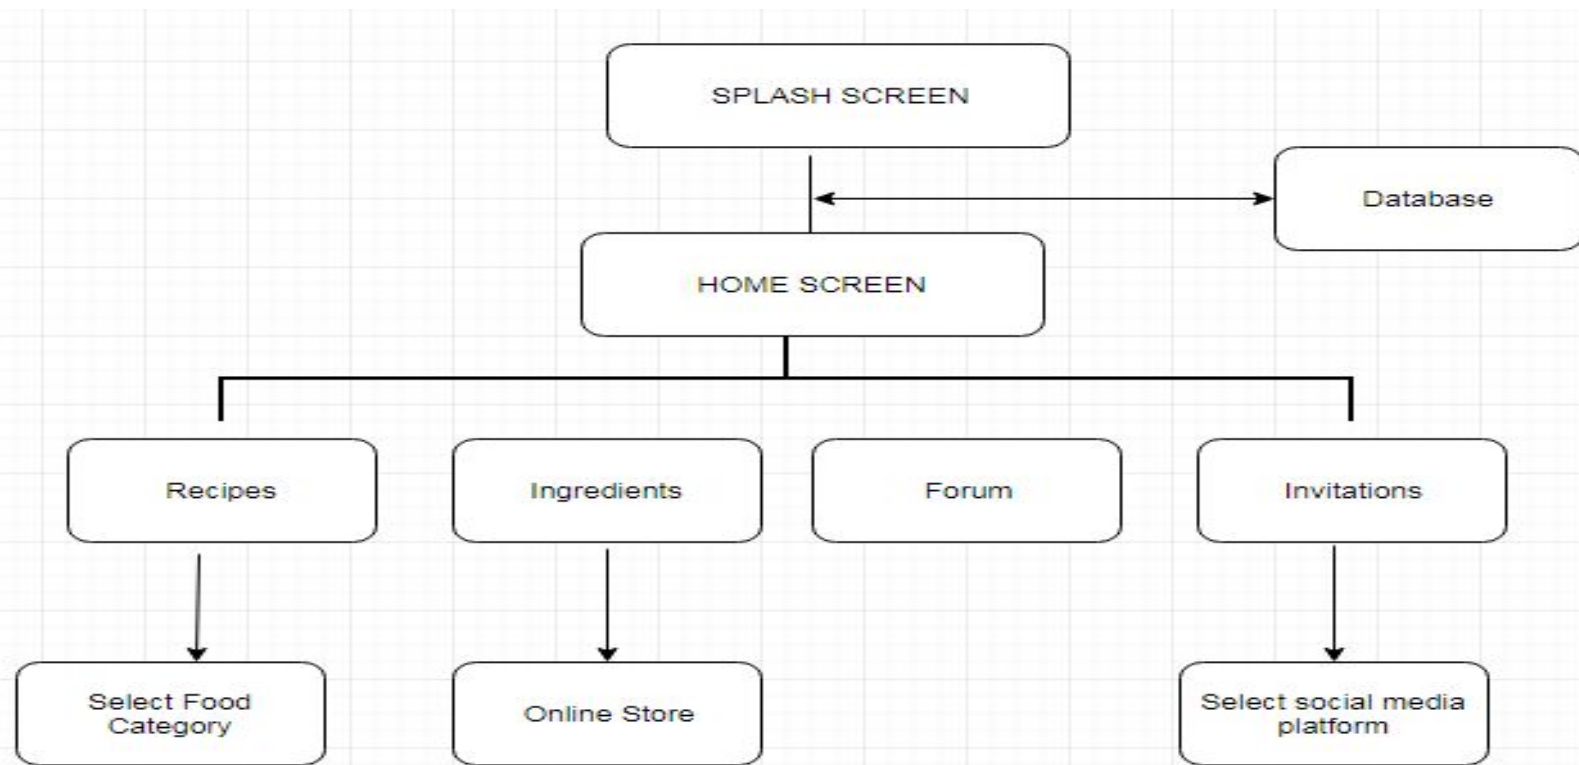 SPLASH SCREEN
Database
HOME SCREEN
Recipes
Ingredients
Forum
Invitations
Select Food
Category
Online Store
Select social media
platform